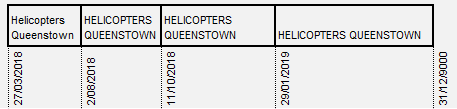 Helicopters
Queenstown
HELICOPTERS
QUEENSTOWN
HELICOPTERS
QUEENSTOWN
HELICOPTERS QUEENSTOWN
27/03/2018
2/08/2018
11/10/2018
29/01/2019
31/12/9000